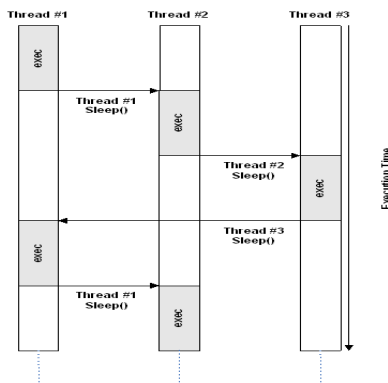 Thread #1
Thread #2
Thread #3
exec
Thread #1
Sleep()
exec
Thread #2
Sleep()
exec
Execution Time
Thread #3
Sleep()
exec
Thread #1
Sleep()
exec